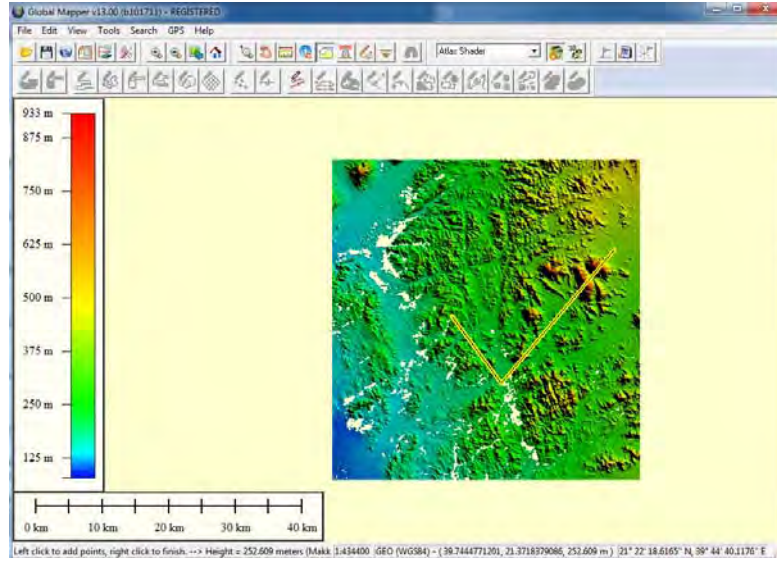 Global Mapper v13.00 (b101711) - REGISTERED
File Edit View Tools Search GPS Help
Atlas Shader
933 m
875 m
750 m
625 m
500 m
375 m
250 m
125 m
0 km 10 km 20 km 30 km 40 km
Left click to add points, right click to finish. --> Height = 252.609 meters (Makk 1:434400 GEO (WGS84) - ( 39.7444771201, 21.3718379086, 252.609 m ) 21° 22' 18.6165" N, 39° 44' 40.1176" E